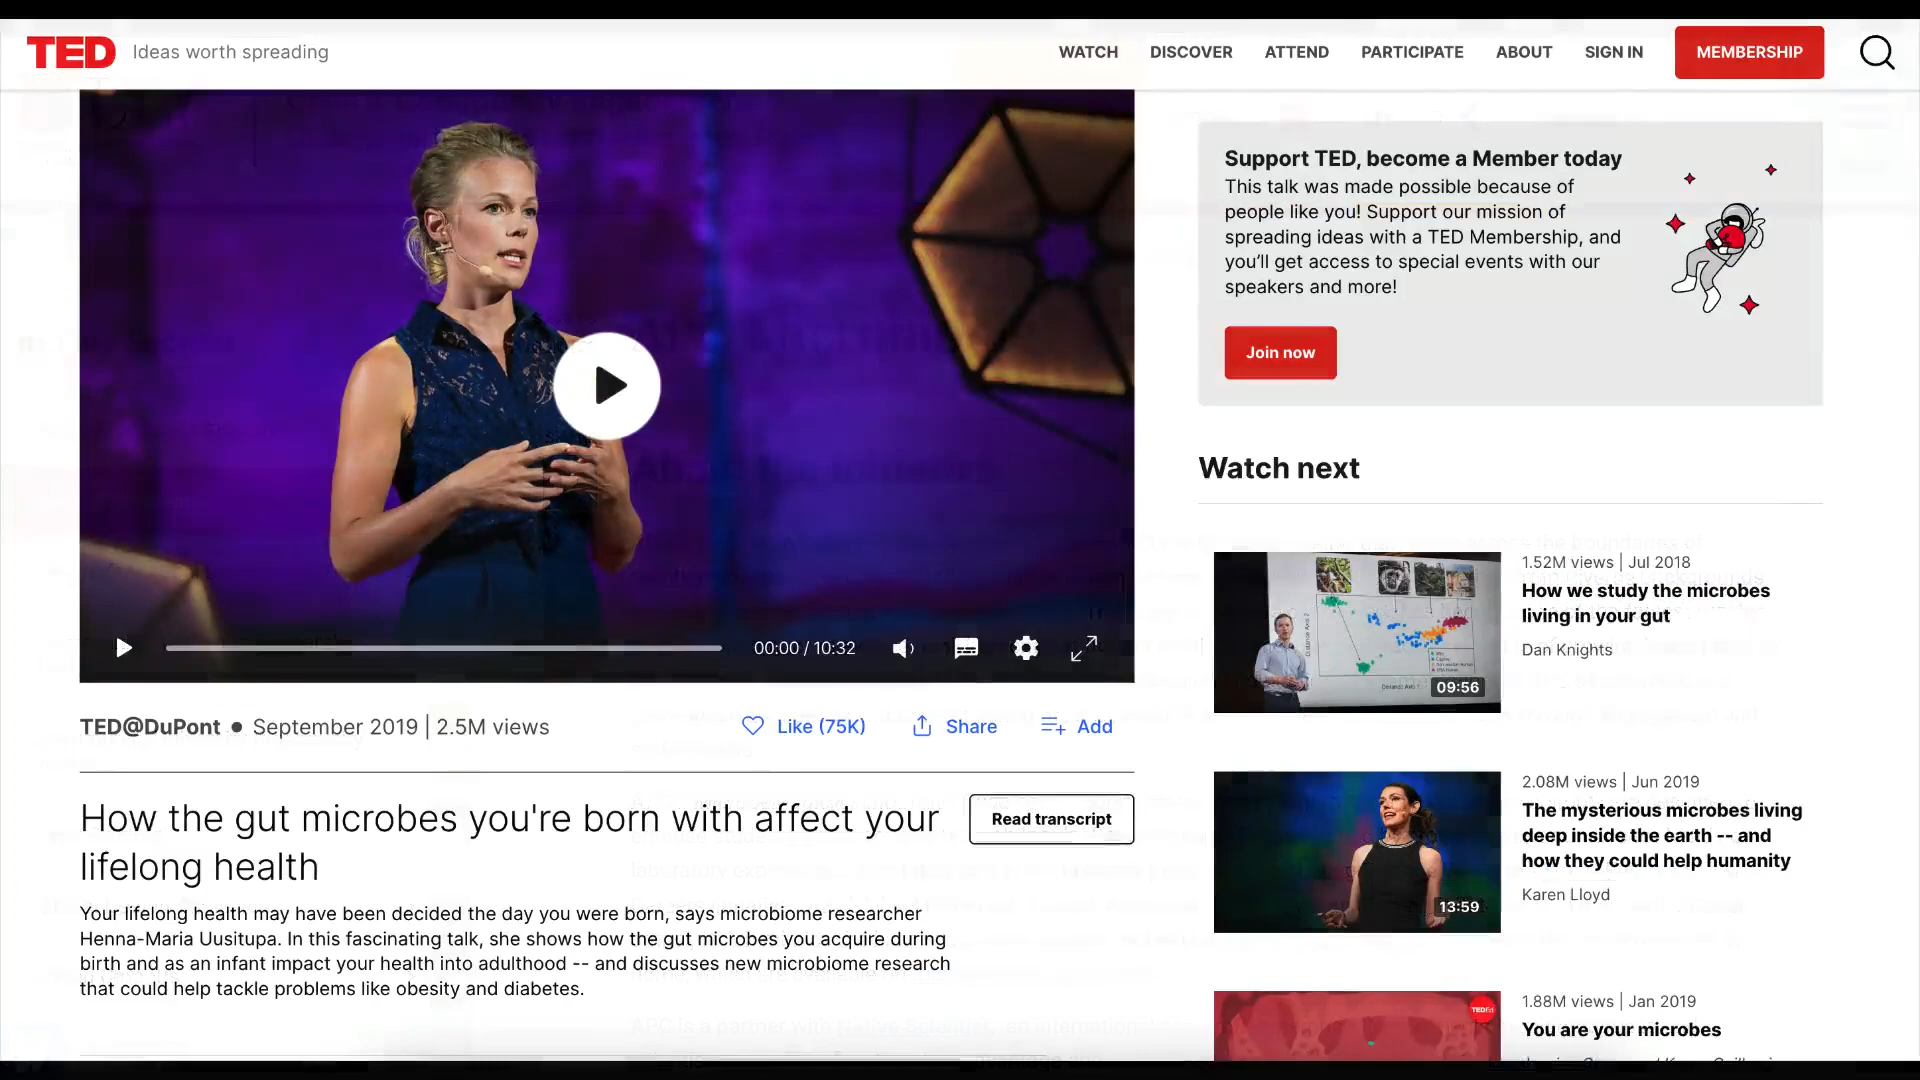 TED Ideas worth spreading
WATCH DISCOVER ATTEND PARTICIPATE ABOUT SIGN IN MEMBERSHIP
00:00 / 10:32
TED@DuPont ● September 2019 | 2.5M views
Like (75K) Share Add
How the gut microbes you're born with affect your
lifelong health
Read transcript
Your lifelong health may have been decided the day you were born, says microbiome researcher
Henna-Maria Uusitupa. In this fascinating talk, she shows how the gut microbes you acquire during
birth and as an infant impact your health into adulthood -- and discusses new microbiome research
that could help tackle problems like obesity and diabetes.
Support TED, become a Member today
This talk was made possible because of
people like you! Support our mission of
spreading ideas with a TED Membership, and
you'll get access to special events with our
speakers and more!
Join now
Watch next
09:56
1.52M views | Jul 2018
How we study the microbes
living in your gut
Dan Knights
13:59
2.08M views | Jun 2019
The mysterious microbes living
deep inside the earth -- and
how they could help humanity
Karen Lloyd
TEDEd
1.88M views | Jan 2019
You are your microbes